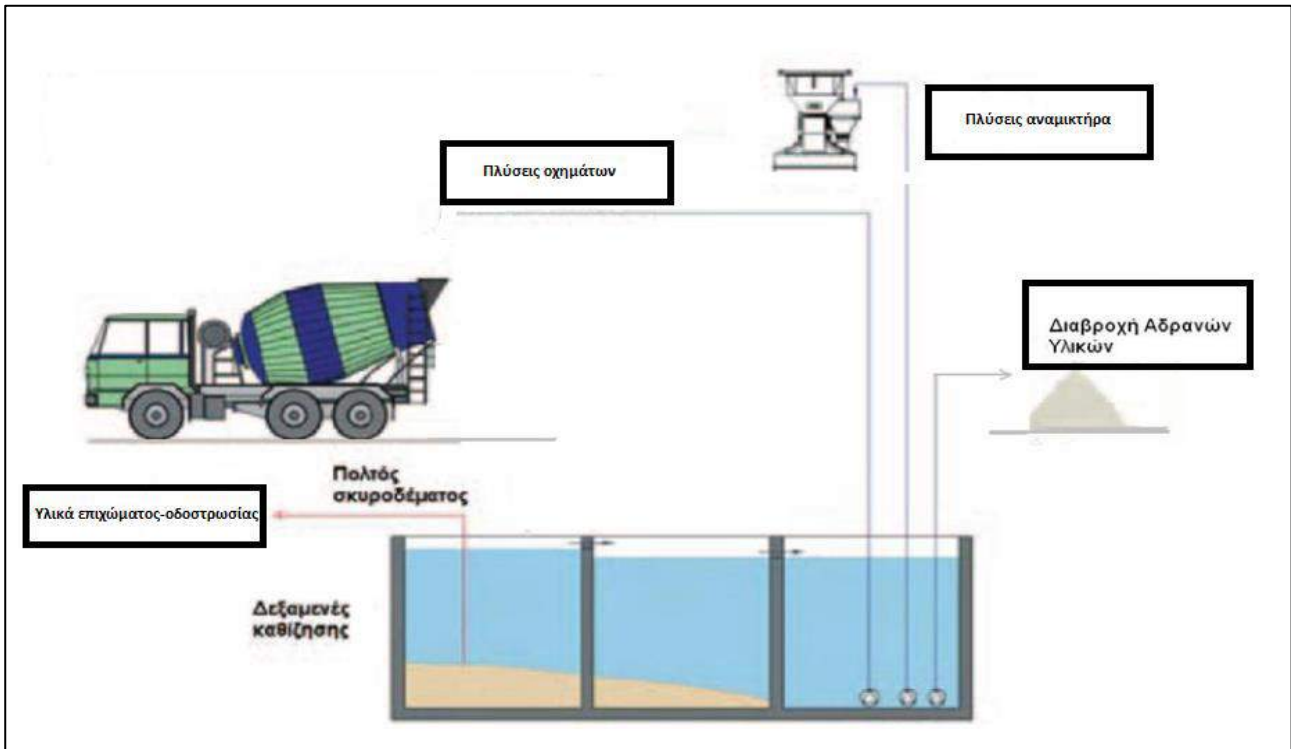 Πλύσεις αναμικτήρα
Πλύσεις οχημάτων
Διαβροχή Αδρανών
Υλικών
Πολτός
σκυροδέματος
Υλικά επιχώματος-οδοστρωσίας
Δεξαμενές
καθίζησης